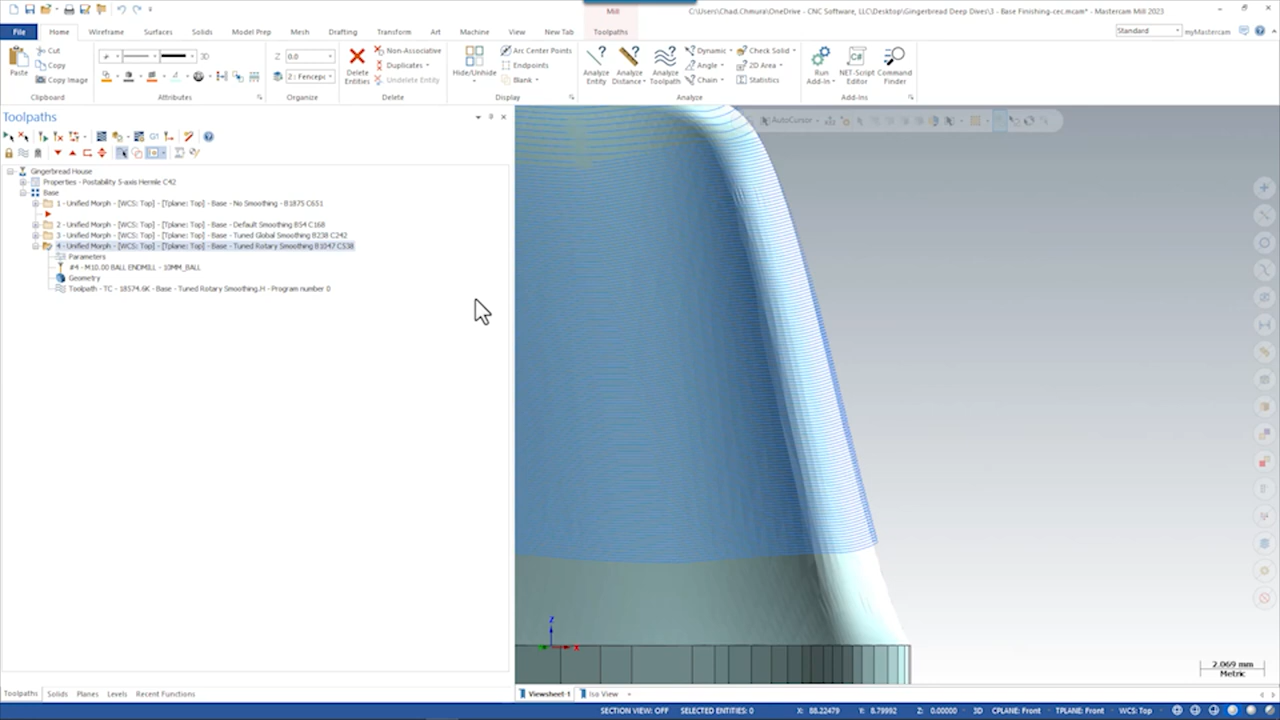 Mill
C:\Users\Chad.Chmura\OneDrive - CNC Software, LLC\Desktop\Gingerbread Deep Dives\3 - Base Finishing-cec.mcam* - Mastercam Mill 2023
File Home Wireframe Surfaces Solids Model Prep Mesh Drafting Transform Art Machine View New Tab Toolpaths
Standard myMastercam
Paste
Cut
Copy
Copy Image
Clipboard
3D
Attributes
Z 0.0
2 : Fencepc
Organize
Delete Entities
Non-Associative
Duplicates
Undelete Entity
Delete
Hide/Unhide
Arc Center Points
Endpoints
Blank
Display
Analyze Entity
Analyze Distance
Analyze Toolpath
Dynamic
Angle
Chain
Check Solid
2D Area
Statistics
Analyze
Run Add-In
NET-Script Editor
Command Finder
Add-Ins
Toolpaths
AutoCursor
G1
Gingerbread House
Properties - Postability 5-axis Hermle C42
Base
1 - Unified Morph - [WCS: Top] - [Tplane: Top] - Base - No Smoothing - B1875 C651
2 - Unified Morph - [WCS: Top] - [Tplane: Top] - Base - Default Smoothing B54 C168
3 - Unified Morph - [WCS: Top] - [Tplane: Top] - Base - Tuned Global Smoothing B238 C242
4 - Unified Morph - [WCS: Top] - [Tplane: Top] - Base - Tuned Rotary Smoothing B1047 C538
Parameters
#4 - M10.00 BALL ENDMILL - 10MM_BALL
Geometry
Toolpath - TC - 18574.6K - Base - Tuned Rotary Smoothing.H - Program number 0
Z
X
2.069 mm
Metric
Toolpaths Solids Planes Levels Recent Functions
Viewsheet-1 Iso View
SECTION VIEW: OFF SELECTED ENTITIES: 0 X: 88.22479 Y: 8.79992 Z: 0.00000 3D CPLANE: Front TPLANE: Front WCS: Top